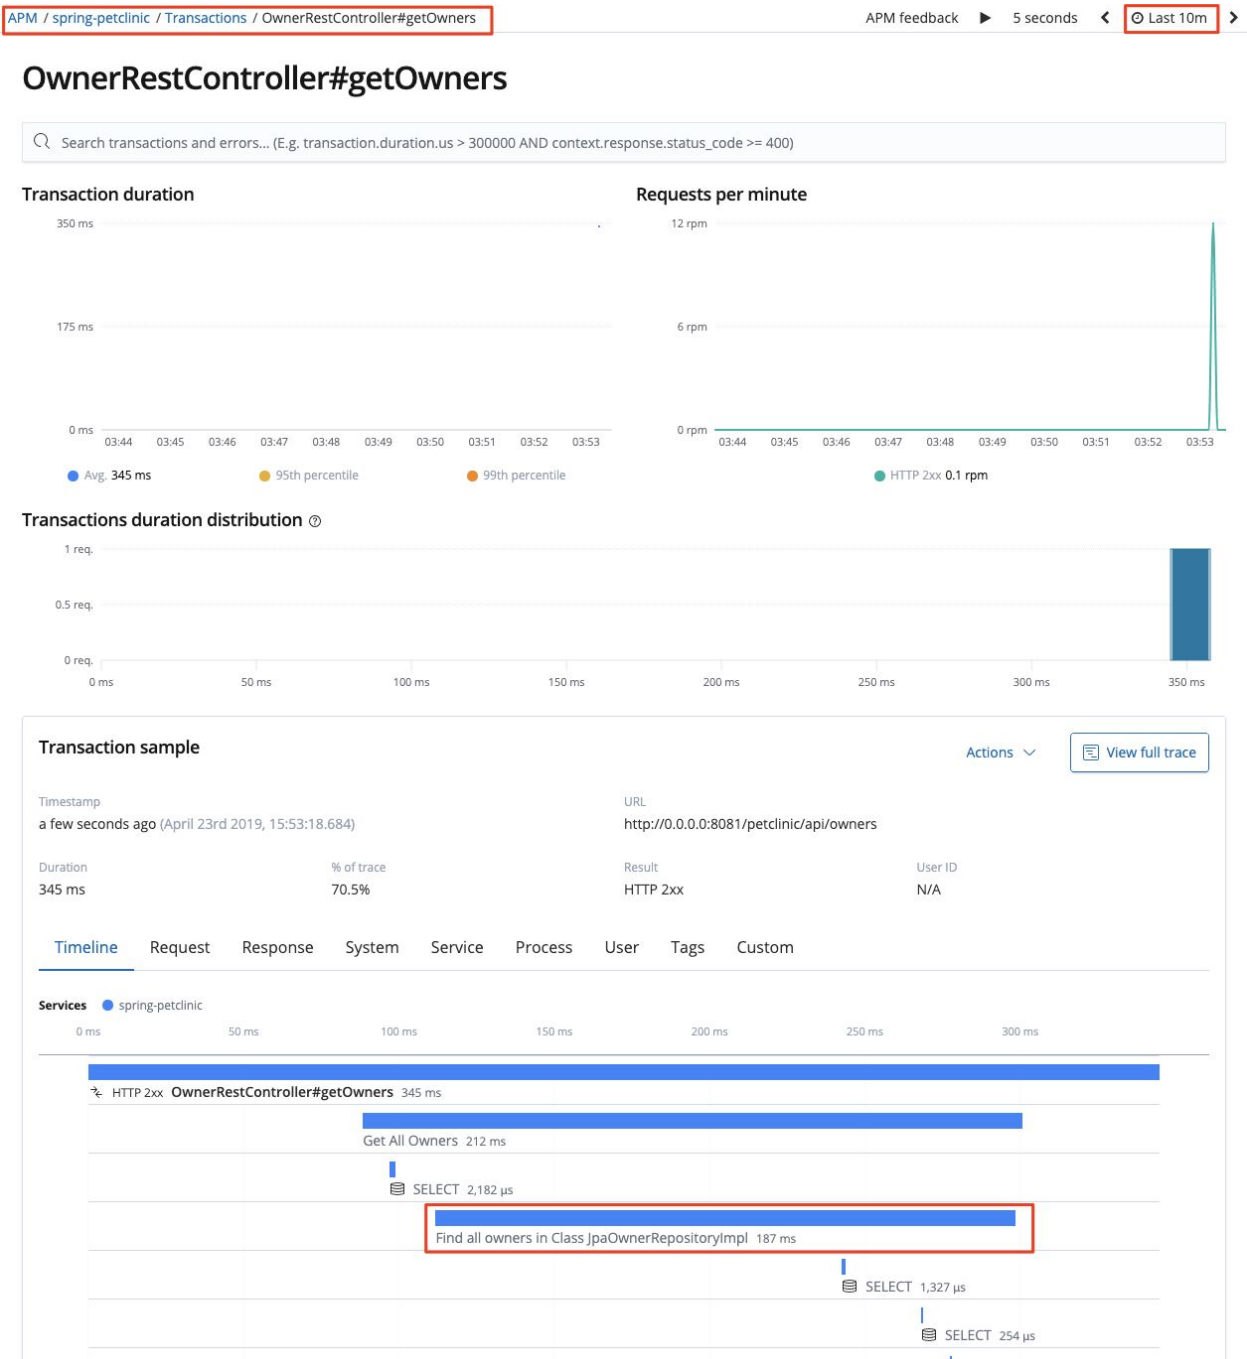 APM / spring-petclinic / Transactions / OwnerRestController#getOwners
APM feedback 5 seconds Last 10m
OwnerRestController#getOwners
Search transactions and errors... (E.g. transaction.duration.us > 300000 AND context.response.status_code >= 400)
Transaction duration
350 ms
175 ms
0 ms
03:44 03:45 03:46 03:47 03:48 03:49 03:50 03:51 03:52 03:53
Avg. 345 ms 95th percentile 99th percentile
Requests per minute
12 rpm
6 rpm
0 rpm
03:44 03:45 03:46 03:47 03:48 03:49 03:50 03:51 03:52 03:53
HTTP 2xx 0.1 rpm
Transactions duration distribution
1 req.
0.5 req.
0 req.
0 ms 50 ms 100 ms 150 ms 200 ms 250 ms 300 ms 350 ms
Transaction sample
Actions View full trace
Timestamp URL
a few seconds ago (April 23rd 2019, 15:53:18.684) http://0.0.0.0:8081/petclinic/api/owners
Duration % of trace Result User ID
345 ms 70.5% HTTP 2xx N/A
Timeline Request Response System Service Process User Tags Custom
Services spring-petclinic
0 ms 50 ms 100 ms 150 ms 200 ms 250 ms 300 ms
HTTP 2xx OwnerRestController#getOwners 345 ms
Get All Owners 212 ms
SELECT 2,182 μs
Find all owners in Class JpaOwnerRepositoryImpl 187 ms
SELECT 1,327 μs
SELECT 254 μs